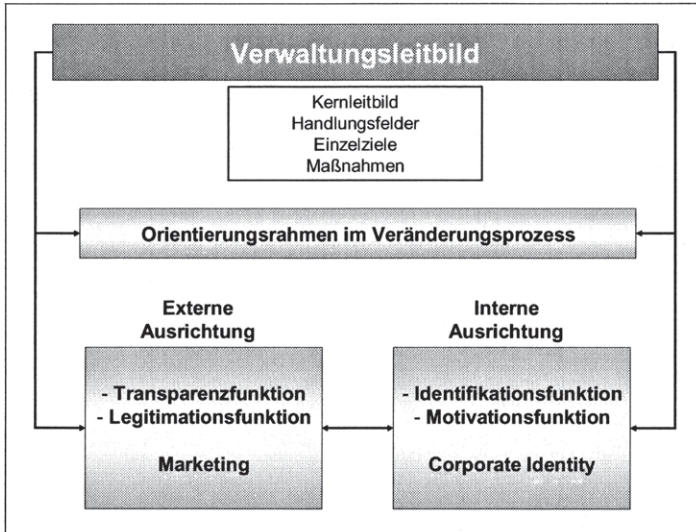 Verwaltungsleitbild
Kernleitbild
Handlungsfelder
Einzelziele
Maßnahmen
Orientierungsrahmen im Veränderungsprozess
Externe
Ausrichtung
- Transparenzfunktion
- Legitimationsfunktion
Marketing
Interne
Ausrichtung
- Identifikationsfunktion
- Motivationsfunktion
Corporate Identity